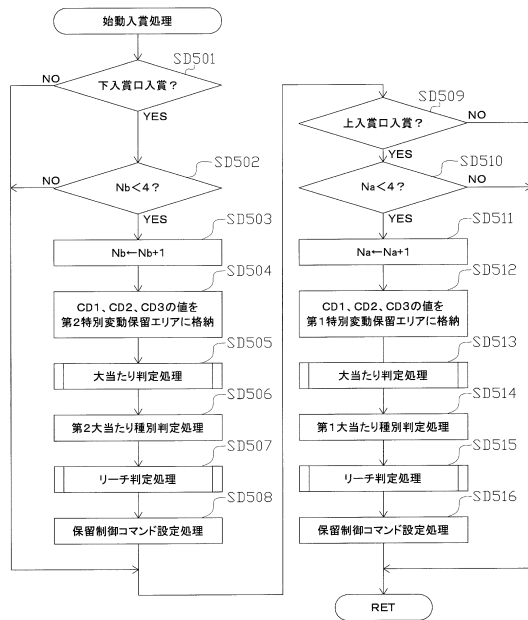 始動入賞処理
SD501
下入賞口入賞？
NO
YES
SD502
Nb<4？
NO
YES
SD503
Nb←Nb+1
SD504
CD1、CD2、CD3の値を
第2特別変動保留エリアに格納
SD505
大当たり判定処理
SD506
第2大当たり種別判定処理
SD507
リーチ判定処理
SD508
保留制御コマンド設定処理
SD509
上入賞口入賞？
NO
YES
SD510
Na<4？
NO
YES
SD511
Na←Na+1
SD512
CD1、CD2、CD3の値を
第1特別変動保留エリアに格納
SD513
大当たり判定処理
SD514
第1大当たり種別判定処理
SD515
リーチ判定処理
SD516
保留制御コマンド設定処理
RET